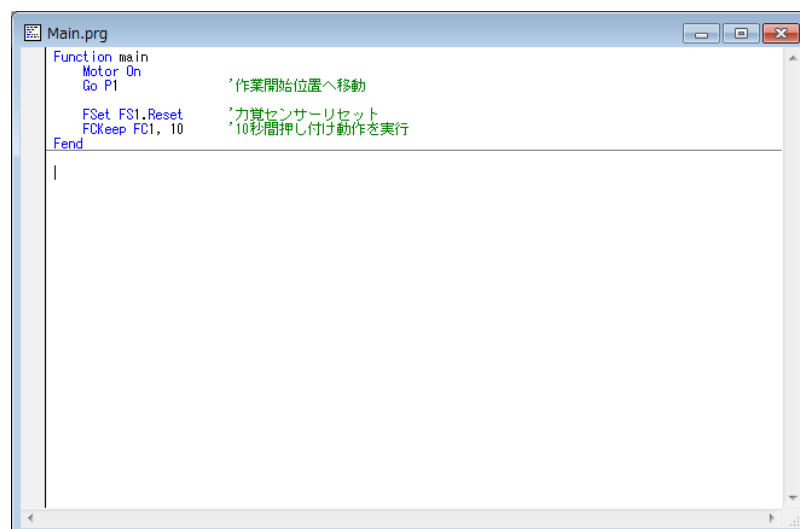 Main.prg
Function main
Motor On
Go P1 '作業開始位置へ移動
FSet FS1.Reset '力覚センサーリセット
FCKeep FC1, 10 '10秒間押し付け動作を実行
Fend